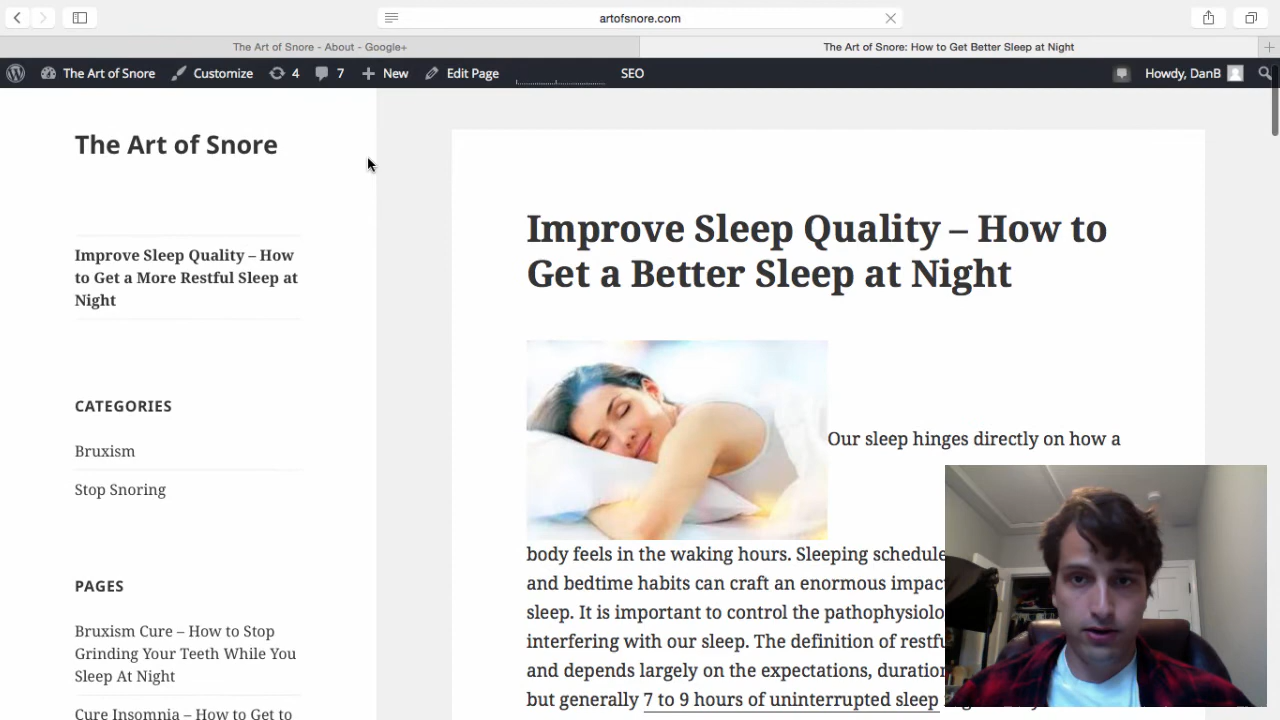 artofsnore.com
The Art of Snore - About - Google+
The Art of Snore: How to Get Better Sleep at Night
The Art of Snore Customize 4 7 New Edit Page SEO Howdy, DanB
The Art of Snore
Improve Sleep Quality – How
to Get a More Restful Sleep at
Night
CATEGORIES
Bruxism
Stop Snoring
PAGES
Bruxism Cure – How to Stop
Grinding Your Teeth While You
Sleep At Night
Cure Insomnia – How to Get to
Improve Sleep Quality – How to
Get a Better Sleep at Night
Our sleep hinges directly on how a
body feels in the waking hours. Sleeping schedule
and bedtime habits can craft an enormous impac
sleep. It is important to control the pathophysiolo
interfering with our sleep. The definition of restfu
and depends largely on the expectations, duration
but generally 7 to 9 hours of uninterrupted sleep